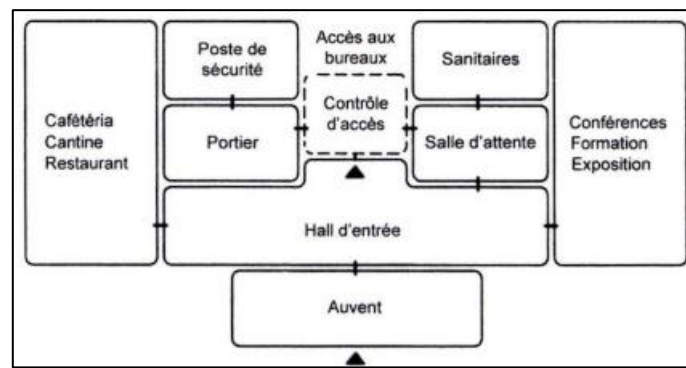 Poste de
sécurité
Accès aux
bureaux
Sanitaires
Contrôle
d'accès
Cafétéria
Cantine
Restaurant
Portier
Salle d'attente
Conférences
Formation
Exposition
Hall d'entrée
Auvent